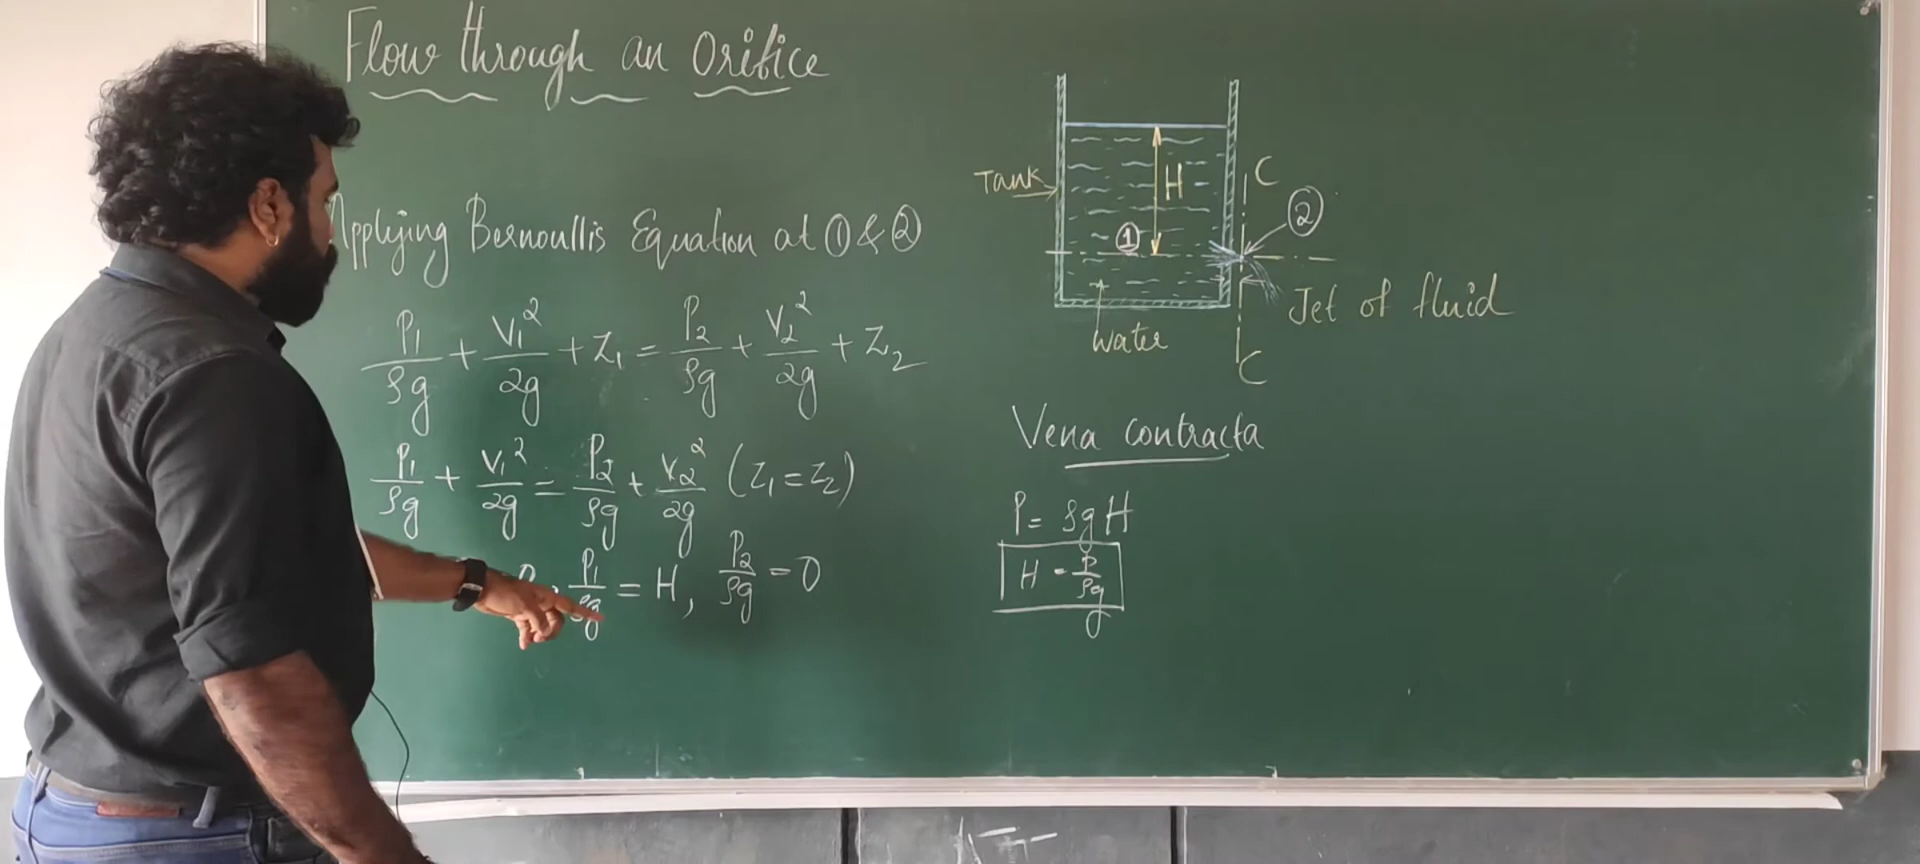 Flow through an Orifice
Applying Bernoullis Equation at ① & ②
P₁/ρg + V₁²/2g + Z₁ = P₂/ρg + V₂²/2g + Z₂
P₁/ρg + V₁²/2g = P₂/ρg + V₂²/2g (Z₁=Z₂)
P₁/ρg = H, P₂/ρg = 0
Tank
H
①
C
②
Jet of fluid
water
C
Vena contracta
P = ρgH
H = P/ρg